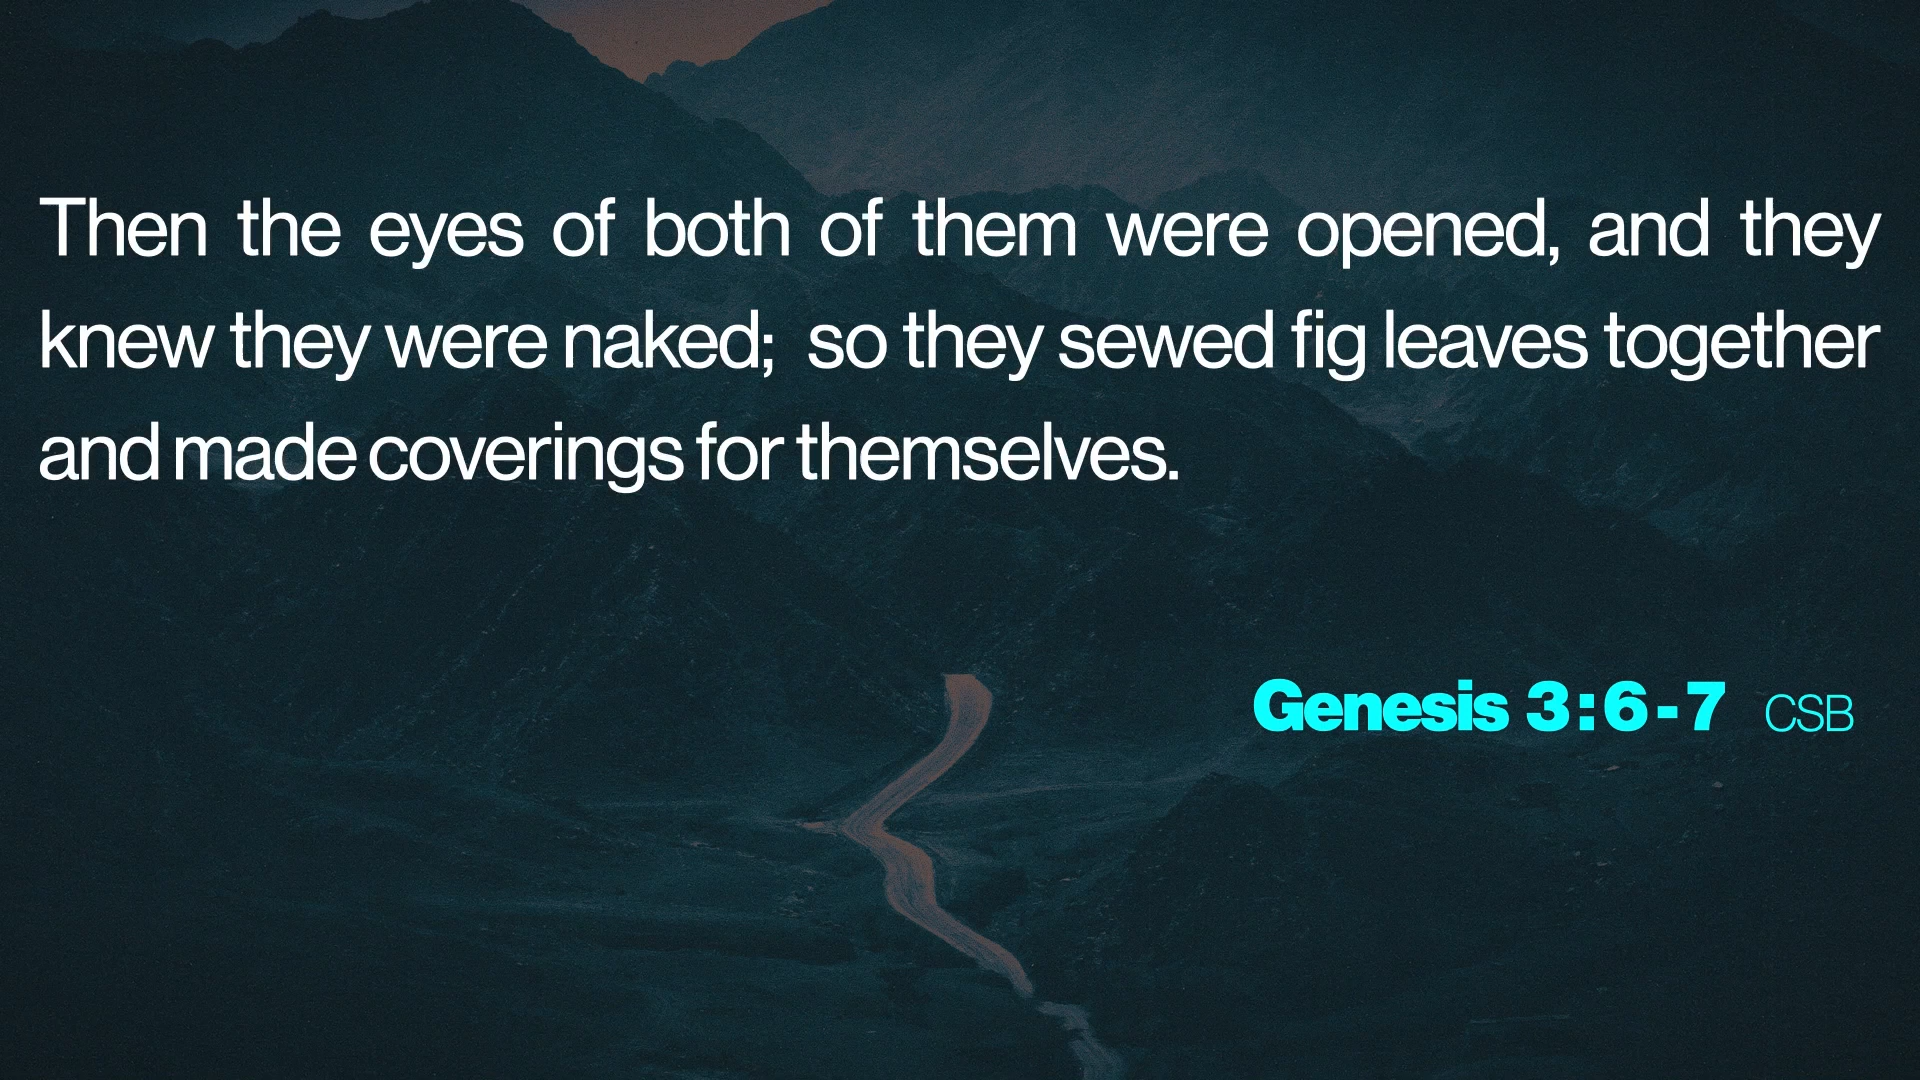 Then the eyes of both of them were opened, and they
knew they were naked; so they sewed fig leaves together
and made coverings for themselves.
Genesis 3:6-7 CSB